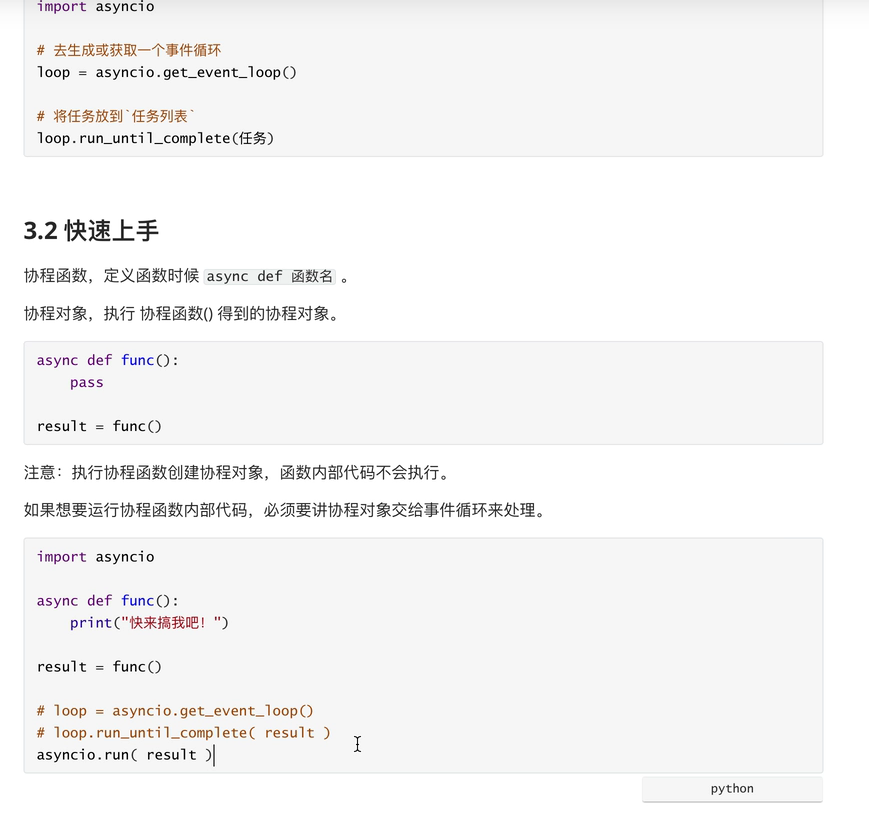 import asyncio
# 去生成或获取一个事件循环
loop = asyncio.get_event_loop()
# 将任务放到`任务列表`
loop.run_until_complete(任务)
3.2 快速上手
协程函数，定义函数时候 async def 函数名 。
协程对象，执行 协程函数() 得到的协程对象。
async def func():
    pass
result = func()
注意：执行协程函数创建协程对象，函数内部代码不会执行。
如果想要运行协程函数内部代码，必须要讲协程对象交给事件循环来处理。
import asyncio
async def func():
    print("快来搞我吧！")
result = func()
# loop = asyncio.get_event_loop()
# loop.run_until_complete( result )
asyncio.run( result )
python